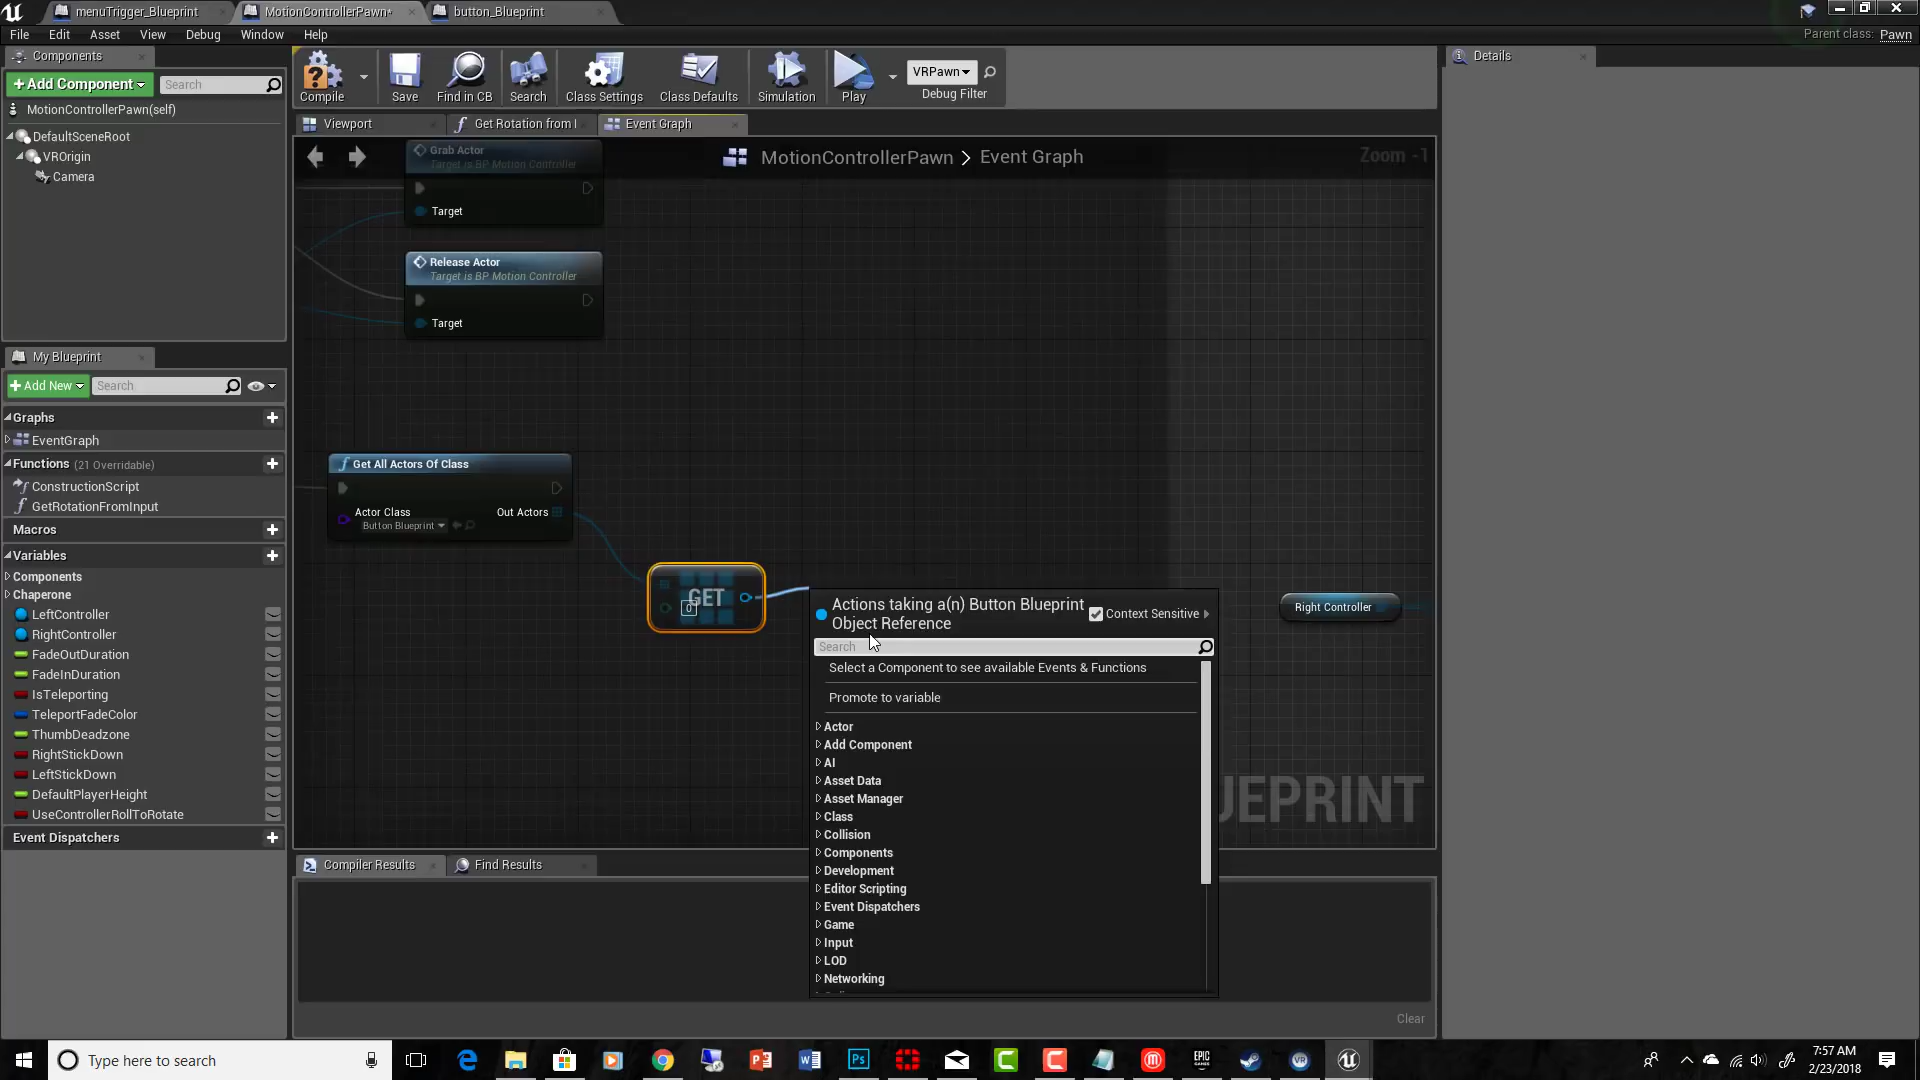 menuTrigger_Blueprint
MotionControllerPawn*
button_Blueprint
File Edit Asset View Debug Window Help
Parent class: Pawn
Components
+Add Component
Search
MotionControllerPawn(self)
DefaultSceneRoot
VROrigin
Camera
Compile
Save
Find in CB
Search
Class Settings
Class Defaults
Simulation
Play
VRPawn
Debug Filter
Details
Viewport
Get Rotation from I
Event Graph
MotionControllerPawn > Event Graph
Zoom -1
Grab Actor
Target is BP Motion Controller
Target
Release Actor
Target is BP Motion Controller
Target
My Blueprint
+Add New
Search
Graphs
EventGraph
Functions (21 Overridable)
ConstructionScript
GetRotationFromInput
Macros
Variables
Components
Chaperone
LeftController
RightController
FadeOutDuration
FadeInDuration
IsTeleporting
TeleportFadeColor
ThumbDeadzone
RightStickDown
LeftStickDown
DefaultPlayerHeight
UseControllerRollToRotate
Event Dispatchers
Get All Actors Of Class
Actor Class
Button Blueprint
Out Actors
GET
0
Right Controller
Actions taking a(n) Button Blueprint
Object Reference
Context Sensitive
Search
Select a Component to see available Events & Functions
Promote to variable
Actor
Add Component
AI
Asset Data
Asset Manager
Class
Collision
Components
Development
Editor Scripting
Event Dispatchers
Game
Input
LOD
Networking
UEPRINT
Compiler Results
Find Results
Clear
Type here to search
7:57 AM
2/23/2018